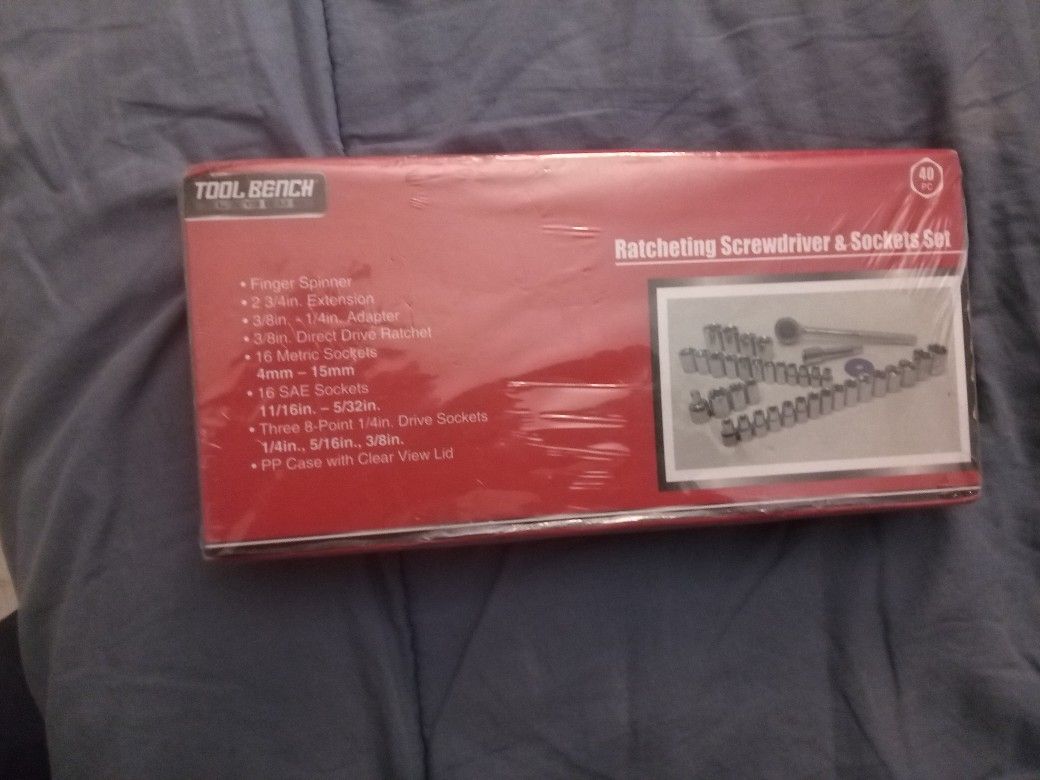 TOOL BENCH
40
PC
Ratcheting Screwdriver & Sockets Set
• Finger Spinner
• 2 3/4in. Extension
• 3/8in. - 1/4in. Adapter
• 3/8in. Direct Drive Ratchet
• 16 Metric Sockets
4mm – 15mm
• 16 SAE Sockets
11/16in. – 5/32in.
• Three 8-Point 1/4in. Drive Sockets
1/4in., 5/16in., 3/8in.
• PP Case with Clear View Lid